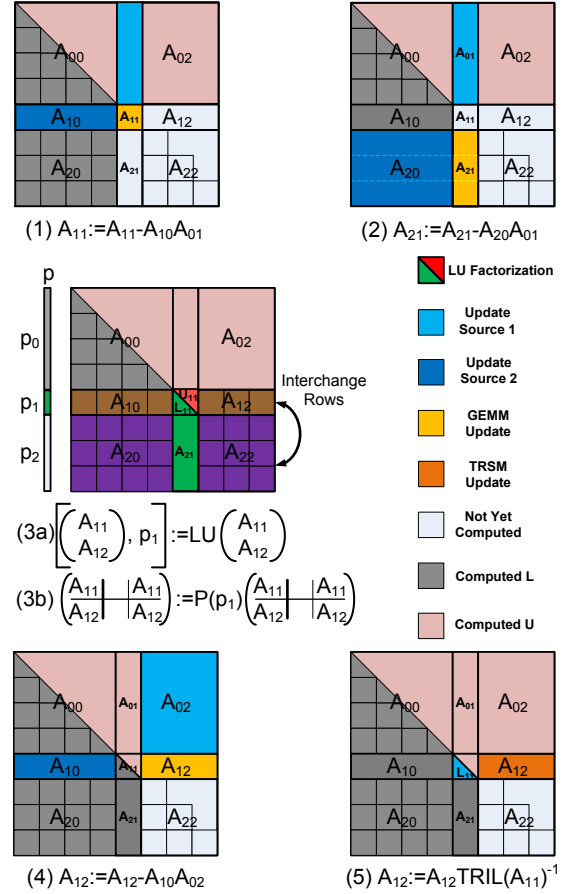 A00
A02
A10
A11
A12
A20
A21
A22
(1) A11:=A11-A10A01
A00
A01
A02
A10
A11
A12
A20
A21
A22
(2) A21:=A21-A20A01
p
p0
p1
p2
A00
A02
A10
L11
U11
A12
A20
A21
A22
Interchange
Rows
(3a) [(A11 A12), p1]:=LU(A11 A12)
(3b) (A11 A12 | A11 A12):=P(p1)(A11 A12 | A11 A12)
LU Factorization
Update
Source 1
Update
Source 2
GEMM
Update
TRSM
Update
Not Yet
Computed
Computed L
Computed U
A00
A01
A02
A10
A11
A12
A20
A21
A22
(4) A12:=A12-A10A02
A00
A01
A02
A10
L11
A12
A20
A21
A22
(5) A12:=A12TRIL(A11)-1